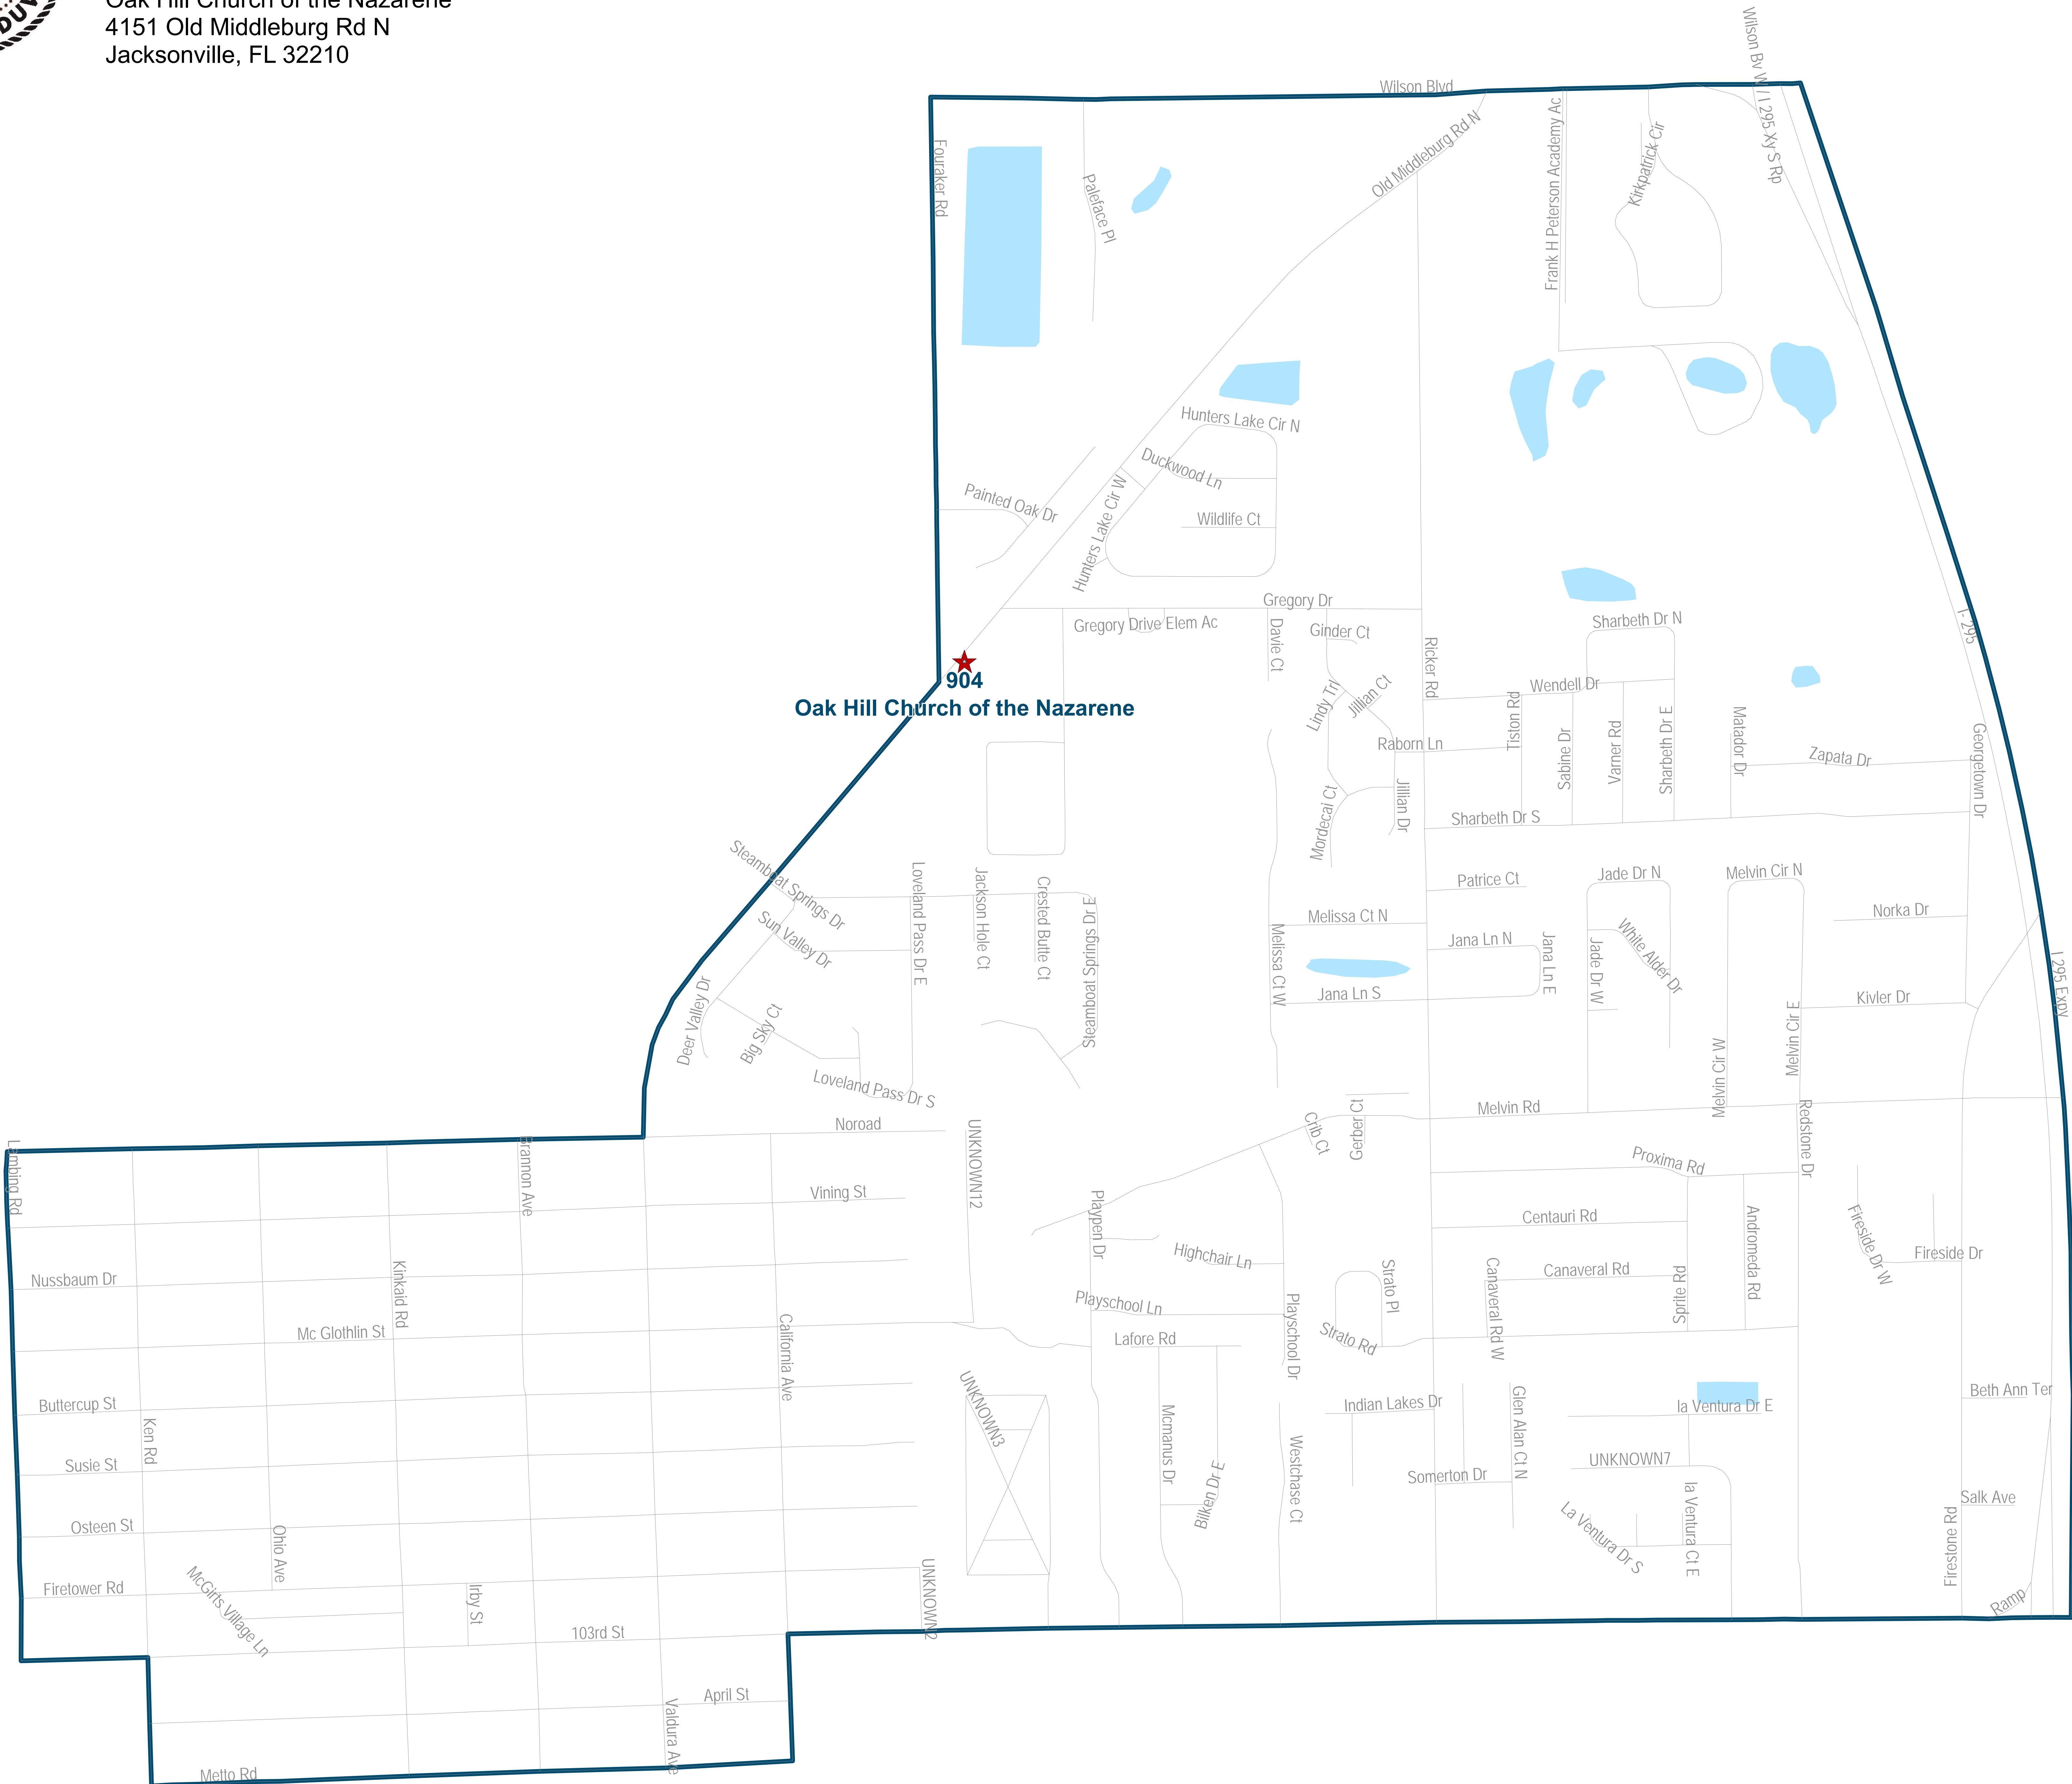 DUV
Oak Hill Church of the Nazarene
4151 Old Middleburg Rd N
Jacksonville, FL 32210
Wilson Bv W / I 295 Xy S Rp
Wilson Blvd
Fouraker Rd
Paleface Pl
Old Middleburg Rd N
Frank H Peterson Academy Ac
Kirkpatrick Cir
Hunters Lake Cir N
Duckwood Ln
Painted Oak Dr
Hunters Lake Cir W
Wildlife Ct
Gregory Dr
Gregory Drive Elem Ac
Davie Ct
Ginder Ct
Ricker Rd
Sharbeth Dr N
I- 295
904
Oak Hill Church of the Nazarene
Lindy Trl
Jillian Ct
Wendell Dr
Tiston Rd
Sabine Dr
Varner Rd
Sharbeth Dr E
Matador Dr
Zapata Dr
Georgetown Dr
Raborn Ln
Mordecai Ct
Jillian Dr
Sharbeth Dr S
Steamboat Springs Dr
Sun Valley Dr
Loveland Pass Dr E
Jackson Hole Ct
Crested Butte Ct
Steamboat Springs Dr E
Patrice Ct
Jade Dr N
Melvin Cir N
Melissa Ct N
Melissa Ct W
Jana Ln N
Jana Ln E
Jade Dr W
White Alder Dr
Norka Dr
I 295 Expy
Deer Valley Dr
Big Sky Ct
Jana Ln S
Melvin Cir W
Melvin Cir E
Kivler Dr
Loveland Pass Dr S
Noroad
UNKNOWN12
Crib Ct
Gerber Ct
Melvin Rd
Redstone Dr
Proxima Rd
Lambing Rd
Brannon Ave
Vining St
Playpen Dr
Highchair Ln
Centauri Rd
Andromeda Rd
Fireside Dr W
Fireside Dr
Nussbaum Dr
Kinkaid Rd
Strato Pl
Canaveral Rd W
Canaveral Rd
Sputnik Rd
Mc Glothlin St
California Ave
Playschool Ln
Playschool Dr
Lafore Rd
Strato Rd
Buttercup St
Ken Rd
UNKNOWN3
Mcmanus Dr
Bilken Dr E
Westchase Ct
Indian Lakes Dr
Glen Alan Ct N
la Ventura Dr E
Beth Ann Ter
Susie St
Somerton Dr
UNKNOWN7
la Ventura Ct E
La Ventura Dr S
Salk Ave
Osteen St
Ohio Ave
Firestone Rd
Firetower Rd
McGirts Village Ln
Irby St
UNKNOWN2
Ramp
103rd St
April St
Valdura Ave
Metto Rd